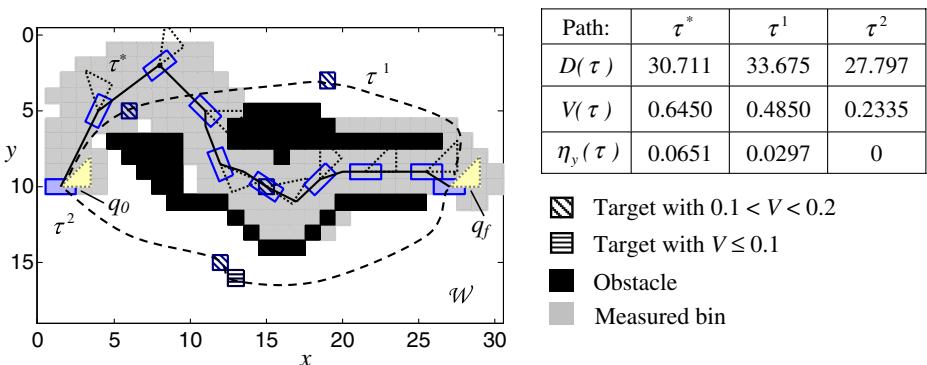 0
5
10
15
y
0
5
10
15
20
25
30
x
τ*
τ¹
τ²
q₀
q_f
𝒲
Path: τ* τ¹ τ²
D(τ) 30.711 33.675 27.797
V(τ) 0.6450 0.4850 0.2335
η_y(τ) 0.0651 0.0297 0
Target with 0.1 < V < 0.2
Target with V ≤ 0.1
Obstacle
Measured bin